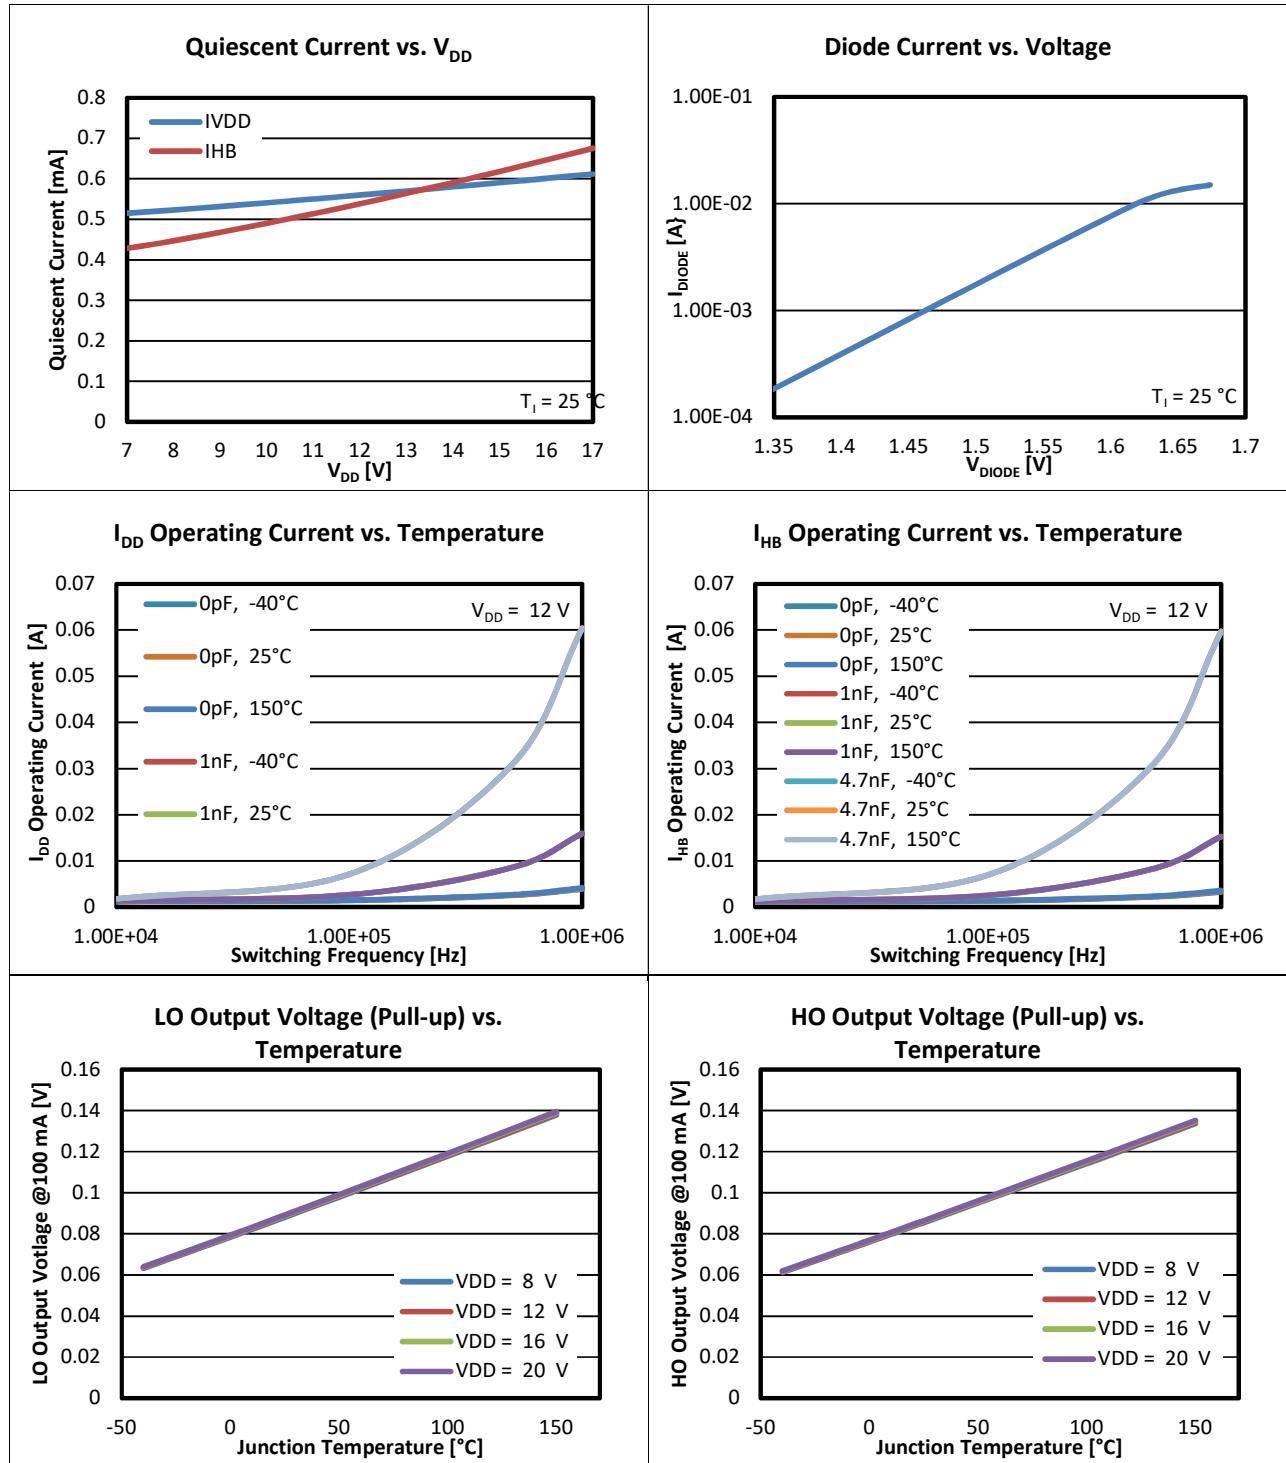 Quiescent Current vs. VDD
Quiescent Current [mA]
0.8
0.7
0.6
0.5
0.4
0.3
0.2
0.1
0
IVDD
IHB
TI = 25 °C
7 8 9 10 11 12 13 14 15 16 17
VDD [V]
Diode Current vs. Voltage
IDIODE [A}
1.00E-01
1.00E-02
1.00E-03
1.00E-04
TI = 25 °C
1.35 1.4 1.45 1.5 1.55 1.6 1.65 1.7
VDIODE [V]
IDD Operating Current vs. Temperature
IDD Operating Current [A]
0.07
0.06
0.05
0.04
0.03
0.02
0.01
0
0pF, -40°C
0pF, 25°C
0pF, 150°C
1nF, -40°C
1nF, 25°C
VDD = 12 V
1.00E+04 1.00E+05 1.00E+06
Switching Frequency [Hz]
IHB Operating Current vs. Temperature
IHB Operating Current [A]
0.07
0.06
0.05
0.04
0.03
0.02
0.01
0
0pF, -40°C
0pF, 25°C
0pF, 150°C
1nF, -40°C
1nF, 25°C
1nF, 150°C
4.7nF, -40°C
4.7nF, 25°C
4.7nF, 150°C
VDD = 12 V
1.00E+04 1.00E+05 1.00E+06
Switching Frequency [Hz]
LO Output Voltage (Pull-up) vs.
Temperature
LO Output Votlage @100 mA [V]
0.16
0.14
0.12
0.1
0.08
0.06
0.04
0.02
0
VDD = 8 V
VDD = 12 V
VDD = 16 V
VDD = 20 V
-50 0 50 100 150
Junction Temperature [°C]
HO Output Voltage (Pull-up) vs.
Temperature
HO Output Votlage @100 mA [V]
0.16
0.14
0.12
0.1
0.08
0.06
0.04
0.02
0
VDD = 8 V
VDD = 12 V
VDD = 16 V
VDD = 20 V
-50 0 50 100 150
Junction Temperature [°C]